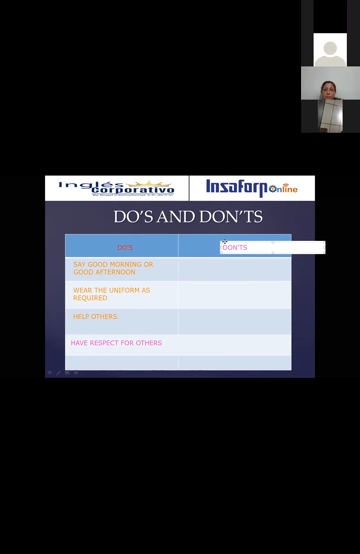 Inglés
Corporativo
Insaforp Online
DO'S AND DON'TS
DO'S
DON'TS
SAY GOOD MORNING OR
GOOD AFTERNOON
WEAR THE UNIFORM AS
REQUIRED
HELP OTHERS.
HAVE RESPECT FOR OTHERS